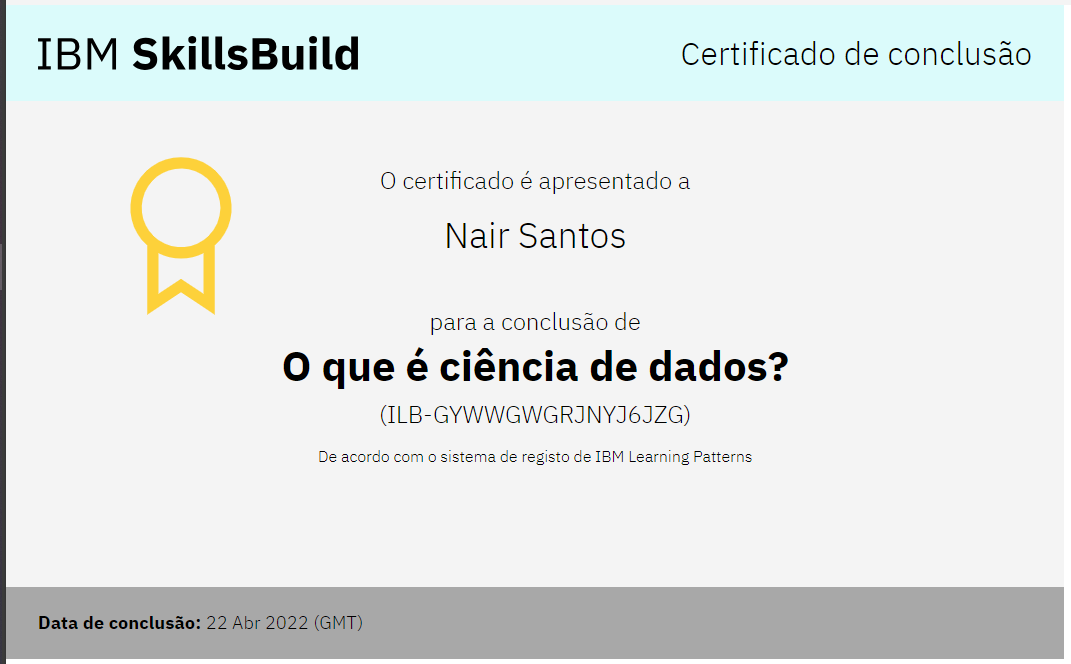 IBM SkillsBuild
Certificado de conclusão
O certificado é apresentado a
Nair Santos
para a conclusão de
O que é ciência de dados?
(ILB-GYWWGWGRJNYJ6JZG)
De acordo com o sistema de registo de IBM Learning Patterns
Data de conclusão: 22 Abr 2022 (GMT)